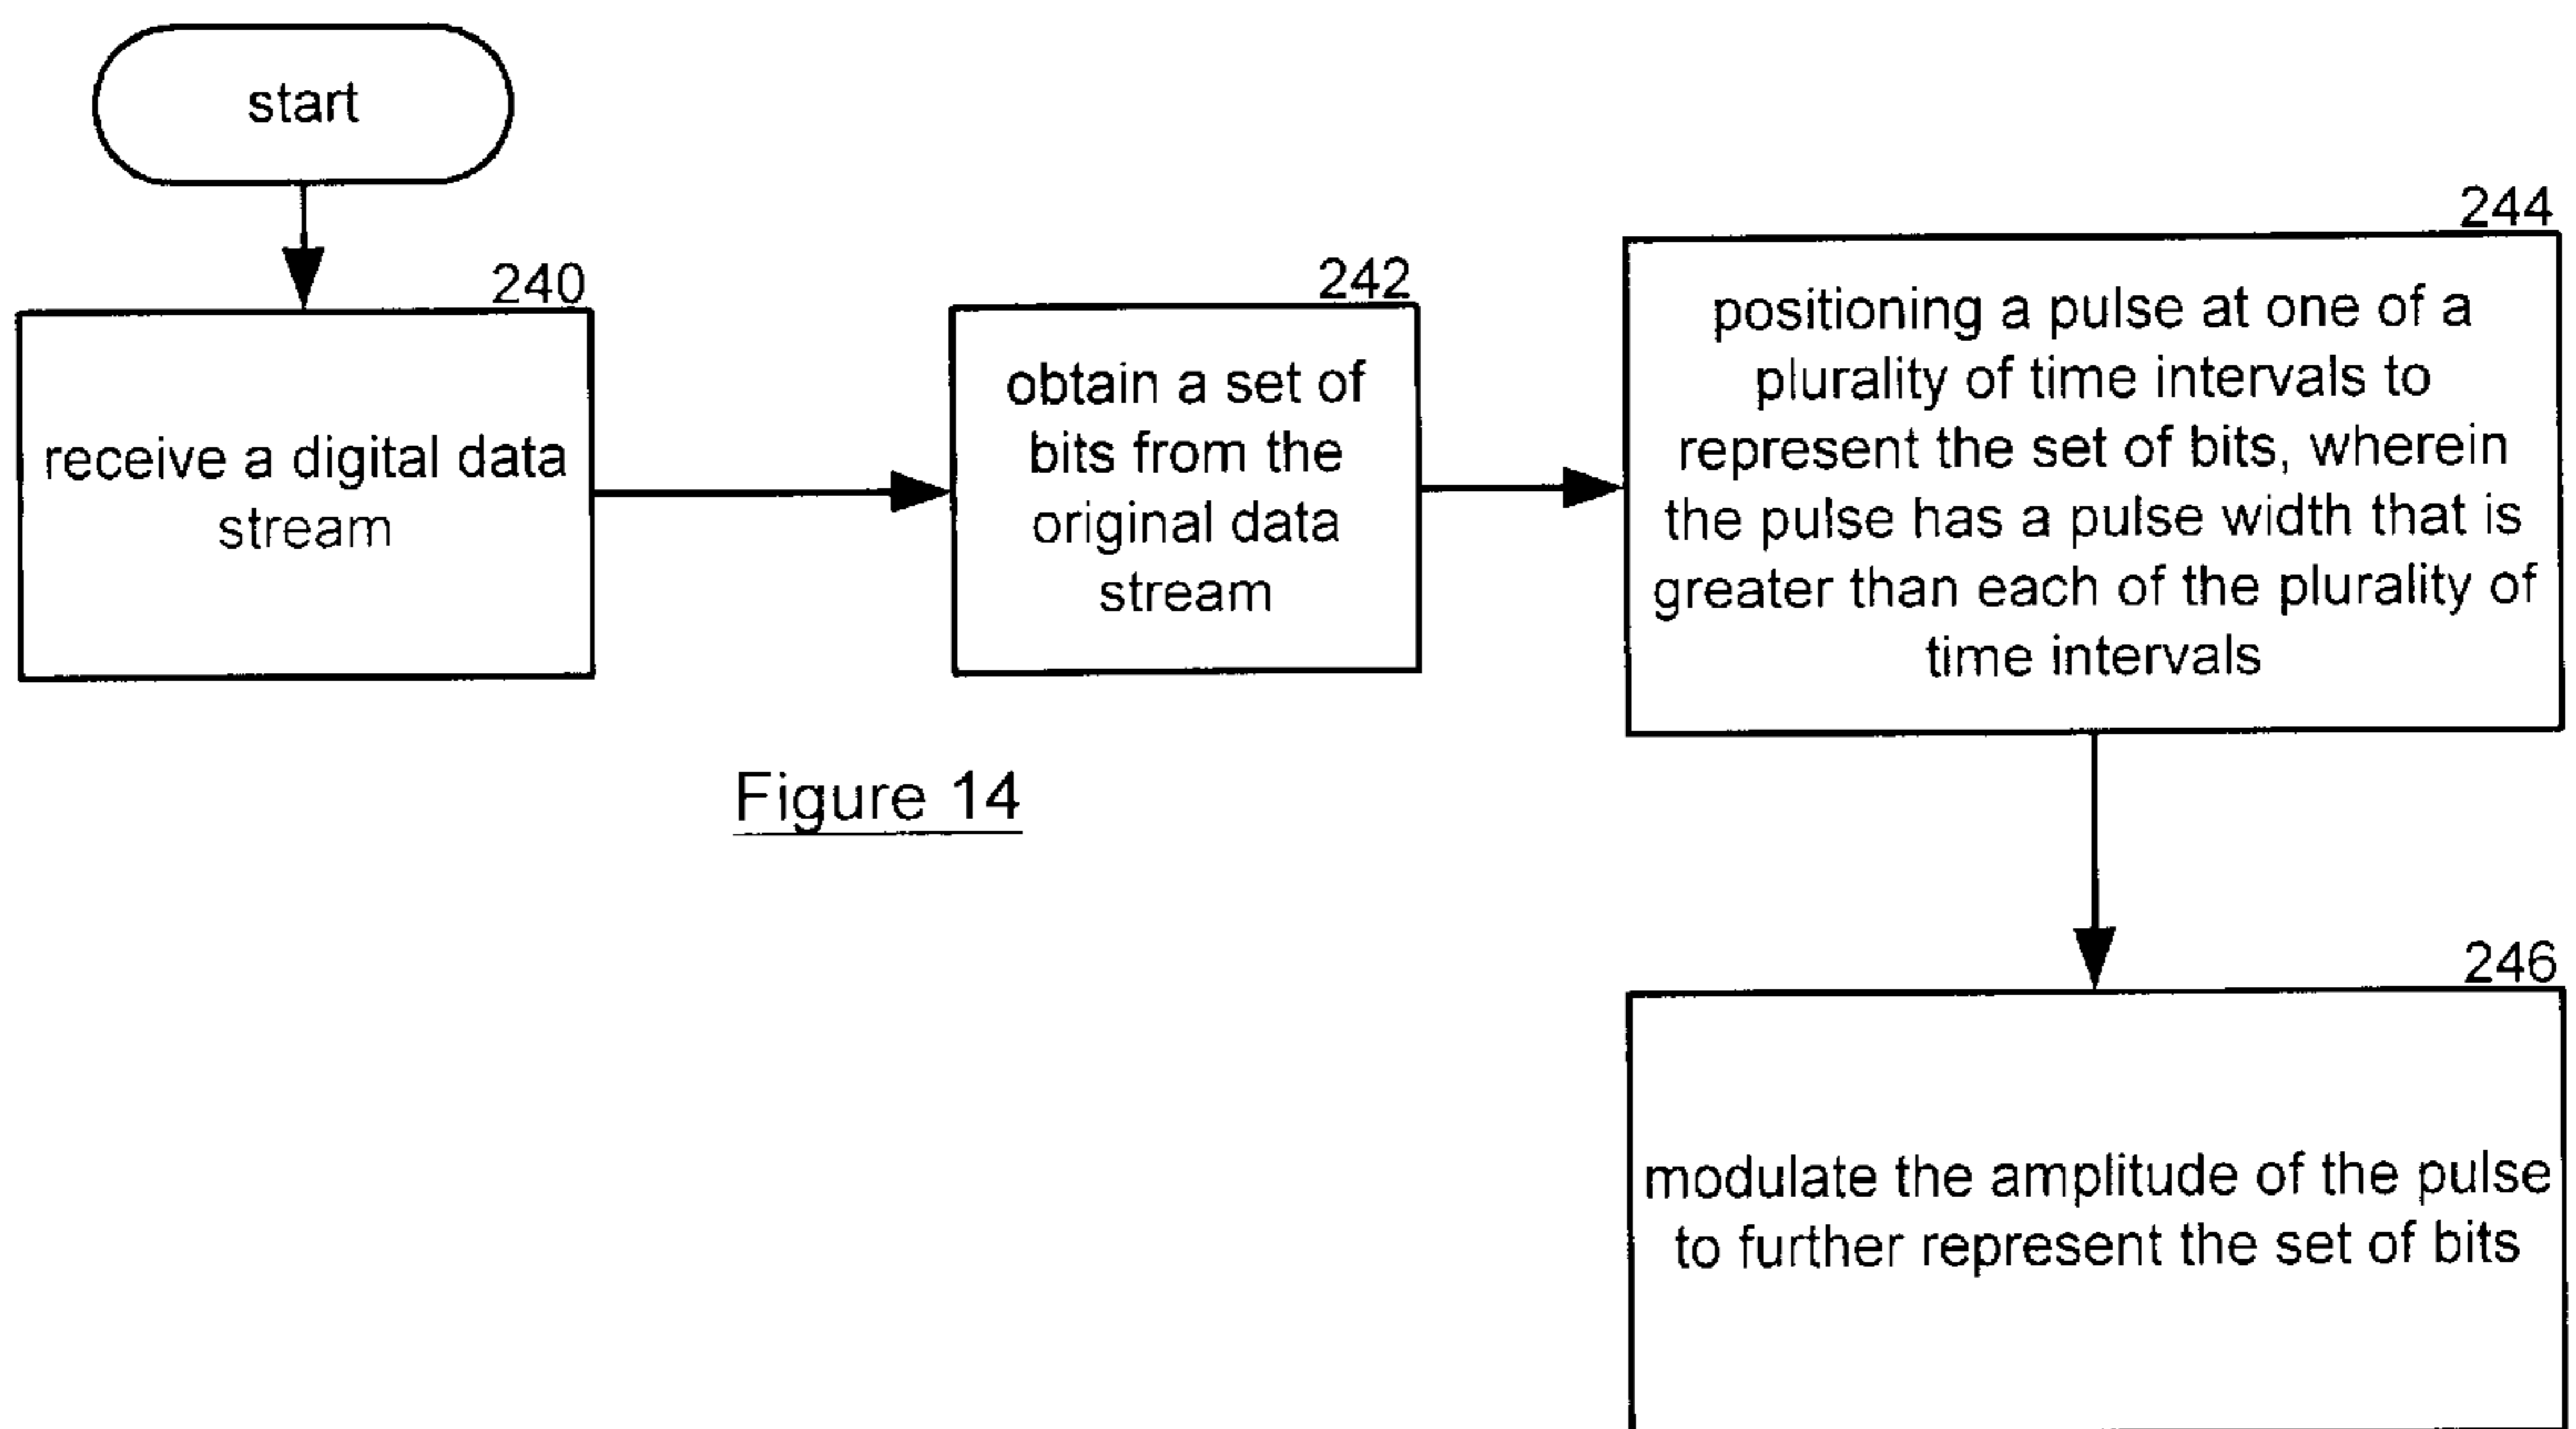 start
240
receive a digital data
stream
242
obtain a set of
bits from the
original data
stream
244
positioning a pulse at one of a
plurality of time intervals to
represent the set of bits, wherein
the pulse has a pulse width that is
greater than each of the plurality of
time intervals
Figure 14
246
modulate the amplitude of the pulse
to further represent the set of bits